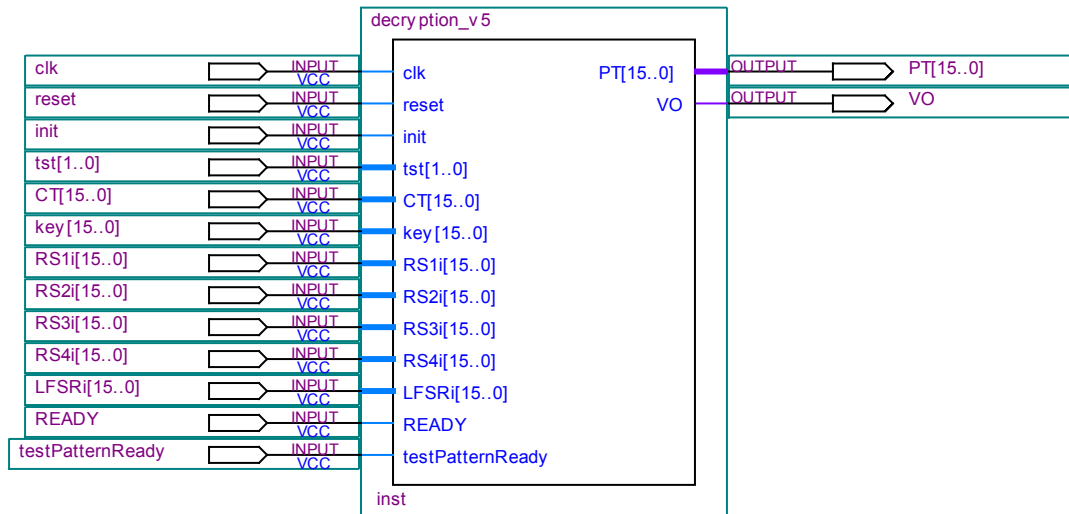 decryption_v5
clk INPUT VCC clk PT[15..0] OUTPUT PT[15..0]
reset INPUT VCC reset VO OUTPUT VO
init INPUT VCC init
tst[1..0] INPUT VCC tst[1..0]
CT[15..0] INPUT VCC CT[15..0]
key[15..0] INPUT VCC key[15..0]
RS1i[15..0] INPUT VCC RS1i[15..0]
RS2i[15..0] INPUT VCC RS2i[15..0]
RS3i[15..0] INPUT VCC RS3i[15..0]
RS4i[15..0] INPUT VCC RS4i[15..0]
LFSRi[15..0] INPUT VCC LFSRi[15..0]
READY INPUT VCC READY
testPatternReady INPUT VCC testPatternReady
inst